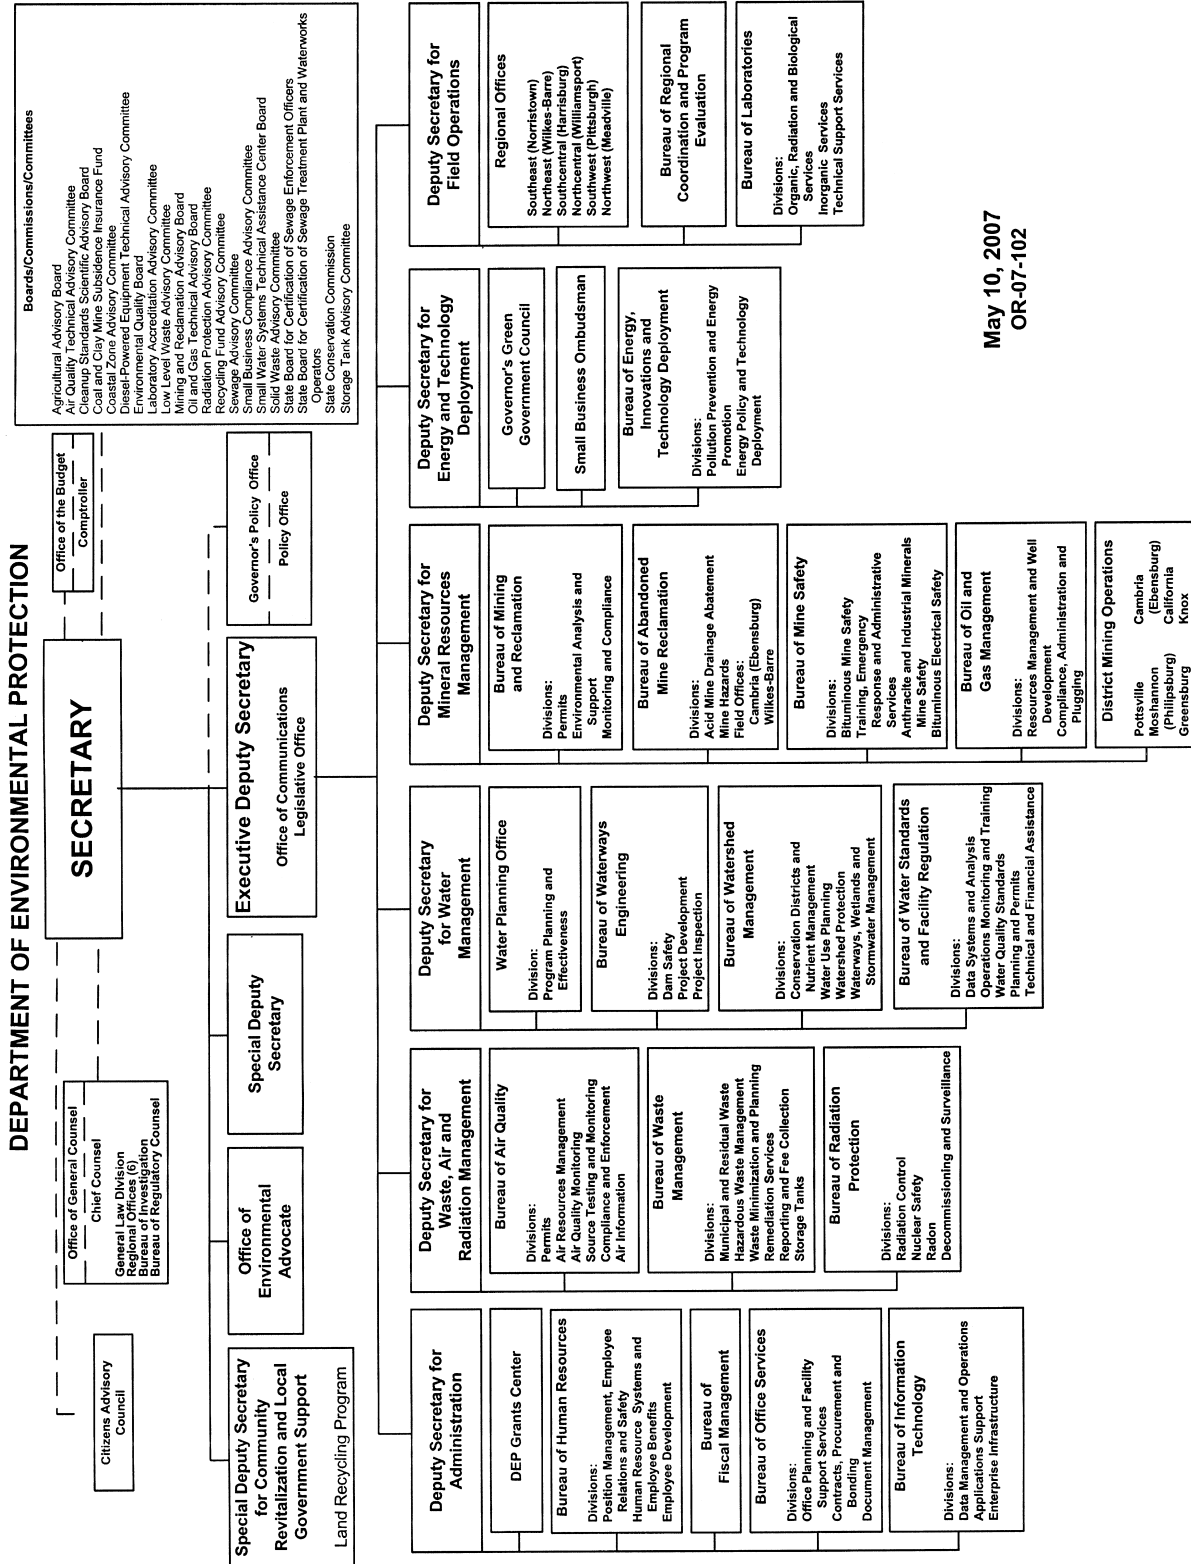 DEPARTMENT OF ENVIRONMENTAL PROTECTION
Citizens Advisory
Council
Office of General Counsel
Chief Counsel
General Law Division
Regional Offices (6)
Bureau of Investigation
Bureau of Regulatory Counsel
SECRETARY
Office of the Budget
Comptroller
Boards/Commissions/Committees
Agricultural Advisory Board
Air Quality Technical Advisory Committee
Cleanup Standards Scientific Advisory Board
Coal and Clay Mine Subsidence Insurance Fund
Coastal Zone Advisory Committee
Diesel-Powered Equipment Technical Advisory Committee
Environmental Quality Board
Laboratory Accreditation Advisory Committee
Low Level Waste Advisory Committee
Mining and Reclamation Advisory Board
Oil and Gas Technical Advisory Board
Radiation Protection Advisory Committee
Recycling Fund Advisory Committee
Sewage Advisory Committee
Small Business Compliance Advisory Committee
Small Water Systems Technical Assistance Center Board
Solid Waste Advisory Committee
State Board for Certification of Sewage Enforcement Officers
State Board for Certification of Sewage Treatment Plant and Waterworks
Operators
State Conservation Commission
Storage Tank Advisory Committee
Special Deputy Secretary
for Community
Revitalization and Local
Government Support
Land Recycling Program
Office of
Environmental
Advocate
Special Deputy
Secretary
Executive Deputy Secretary
Office of Communications
Legislative Office
Governor's Policy Office
Policy Office
Deputy Secretary for
Administration
DEP Grants Center
Bureau of Human Resources
Divisions:
Position Management, Employee
Relations and Safety
Human Resource Systems and
Employee Benefits
Employee Development
Bureau of
Fiscal Management
Bureau of Office Services
Divisions:
Office Planning and Facility
Support Services
Contracts, Procurement and
Bonding
Document Management
Bureau of Information
Technology
Divisions:
Data Management and Operations
Applications Support
Enterprise Infrastructure
Deputy Secretary for
Waste, Air and
Radiation Management
Bureau of Air Quality
Divisions:
Permits
Air Resources Management
Air Quality Monitoring
Source Testing and Monitoring
Compliance and Enforcement
Air Information
Bureau of Waste
Management
Divisions:
Municipal and Residual Waste
Hazardous Waste Management
Waste Minimization and Planning
Remediation Services
Reporting and Fee Collection
Storage Tanks
Bureau of Radiation
Protection
Divisions:
Radiation Control
Nuclear Safety
Radon
Decommissioning and Surveillance
Deputy Secretary
for Water
Management
Water Planning Office
Division:
Program Planning and
Effectiveness
Bureau of Waterways
Engineering
Divisions:
Dam Safety
Project Development
Project Inspection
Bureau of Watershed
Management
Divisions:
Conservation Districts and
Nutrient Management
Water Use Planning
Watershed Protection
Waterways, Wetlands and
Stormwater Management
Bureau of Water Standards
and Facility Regulation
Divisions:
Data Systems and Analysis
Operations Monitoring and Training
Water Quality Standards
Planning and Permits
Technical and Financial Assistance
Deputy Secretary for
Mineral Resources
Management
Bureau of Mining
and Reclamation
Divisions:
Permits
Environmental Analysis and
Support
Monitoring and Compliance
Bureau of Abandoned
Mine Reclamation
Divisions:
Acid Mine Drainage Abatement
Mine Hazards
Field Offices:
Cambria (Ebensburg)
Wilkes-Barre
Bureau of Mine Safety
Divisions:
Bituminous Mine Safety
Training, Emergency
Response and Administrative
Services
Anthracite and Industrial Minerals
Mine Safety
Bituminous Electrical Safety
Bureau of Oil and
Gas Management
Divisions:
Resources Management and Well
Development
Compliance, Administration and
Plugging
District Mining Operations
Pottsville Cambria
Moshannon (Ebensburg)
(Philipsburg) California
Greensburg Knox
Deputy Secretary for
Energy and Technology
Deployment
Governor's Green
Government Council
Small Business Ombudsman
Bureau of Energy,
Innovations and
Technology Deployment
Divisions:
Pollution Prevention and Energy
Promotion
Energy Policy and Technology
Deployment
Deputy Secretary for
Field Operations
Regional Offices
Southeast (Norristown)
Northeast (Wilkes-Barre)
Southcentral (Harrisburg)
Northcentral (Williamsport)
Southwest (Pittsburgh)
Northwest (Meadville)
Bureau of Regional
Coordination and Program
Evaluation
Bureau of Laboratories
Divisions:
Organic, Radiation and Biological
Services
Inorganic Services
Technical Support Services
May 10, 2007
OR-07-102